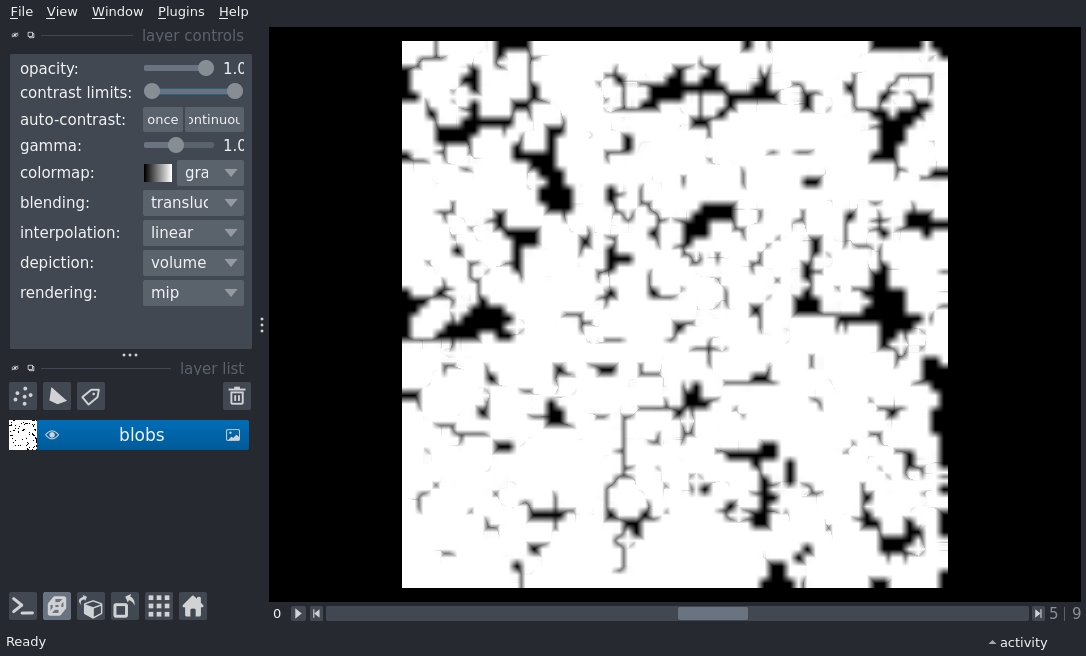 File View Window Plugins Help
layer controls
opacity: 1.0
contrast limits:
auto-contrast: once ontinuou
gamma: 1.0
colormap: gra
blending: transluc
interpolation: linear
depiction: volume
rendering: mip
layer list
blobs
0 5 | 9
Ready activity